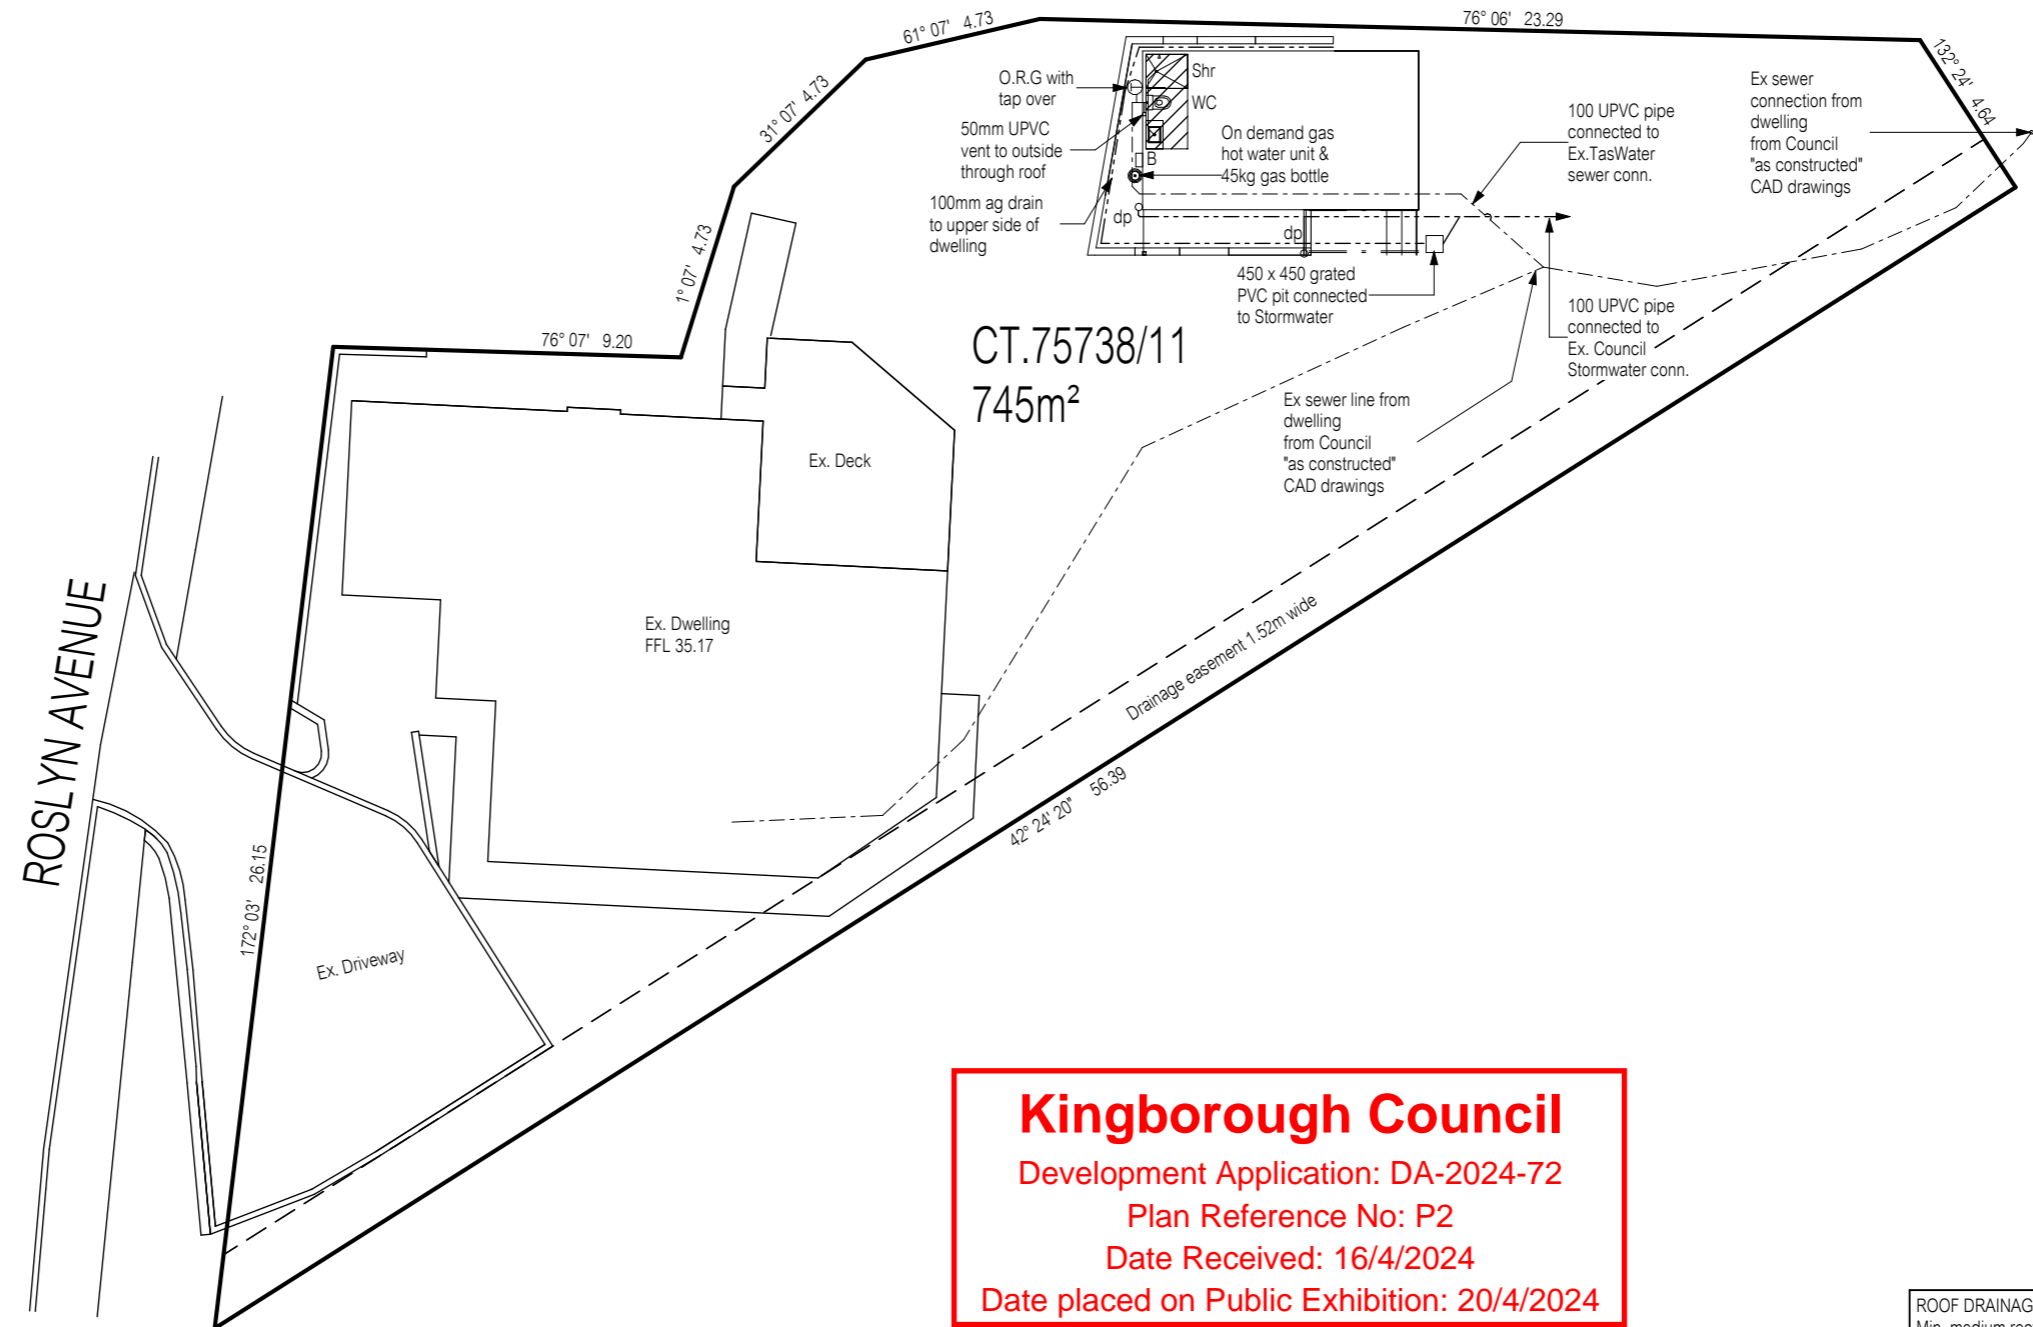 76° 06' 23.29
61° 07' 4.73
132° 24' 4.64
31° 07' 4.73
1° 07' 4.73
76° 07' 9.20
O.R.G with
tap over
50mm UPVC
vent to outside
through roof
100mm ag drain
to upper side of
dwelling
Shr
WC
On demand gas
hot water unit &
45kg gas bottle
B
dp
dp
450 x 450 grated
PVC pit connected
to Stormwater
100 UPVC pipe
connected to
Ex.TasWater
sewer conn.
Ex sewer
connection from
dwelling
from Council
"as constructed"
CAD drawings
100 UPVC pipe
connected to
Ex. Council
Stormwater conn.
CT.75738/11
745m²
Ex sewer line from
dwelling
from Council
"as constructed"
CAD drawings
Ex. Deck
Ex. Dwelling
FFL 35.17
ROSLYN AVENUE
Drainage easement 1.52m wide
42° 24' 20" 56.39
172° 03' 26.15
Ex. Driveway
Kingborough Council
Development Application: DA-2024-72
Plan Reference No: P2
Date Received: 16/4/2024
Date placed on Public Exhibition: 20/4/2024
ROOF DRAINAG